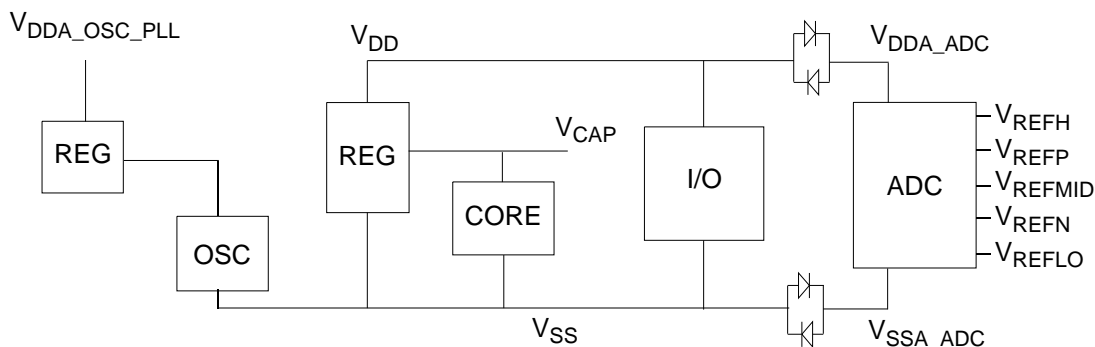 VDDA_OSC_PLL
VDD
VDDA_ADC
REG
REG
VCAP
CORE
I/O
ADC
VREFH
VREFP
VREFMID
VREFN
VREFLO
OSC
VSS
VSSA_ADC